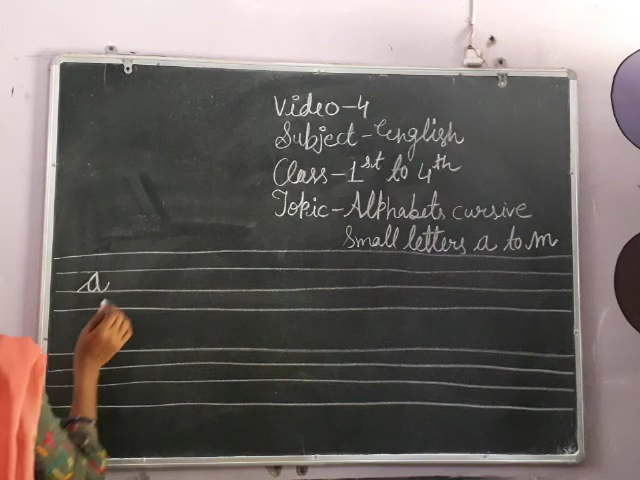 Video-4
Subject-English
Class-1st to 4th
Topic-Alphabets cursive
Small letters a to m
a